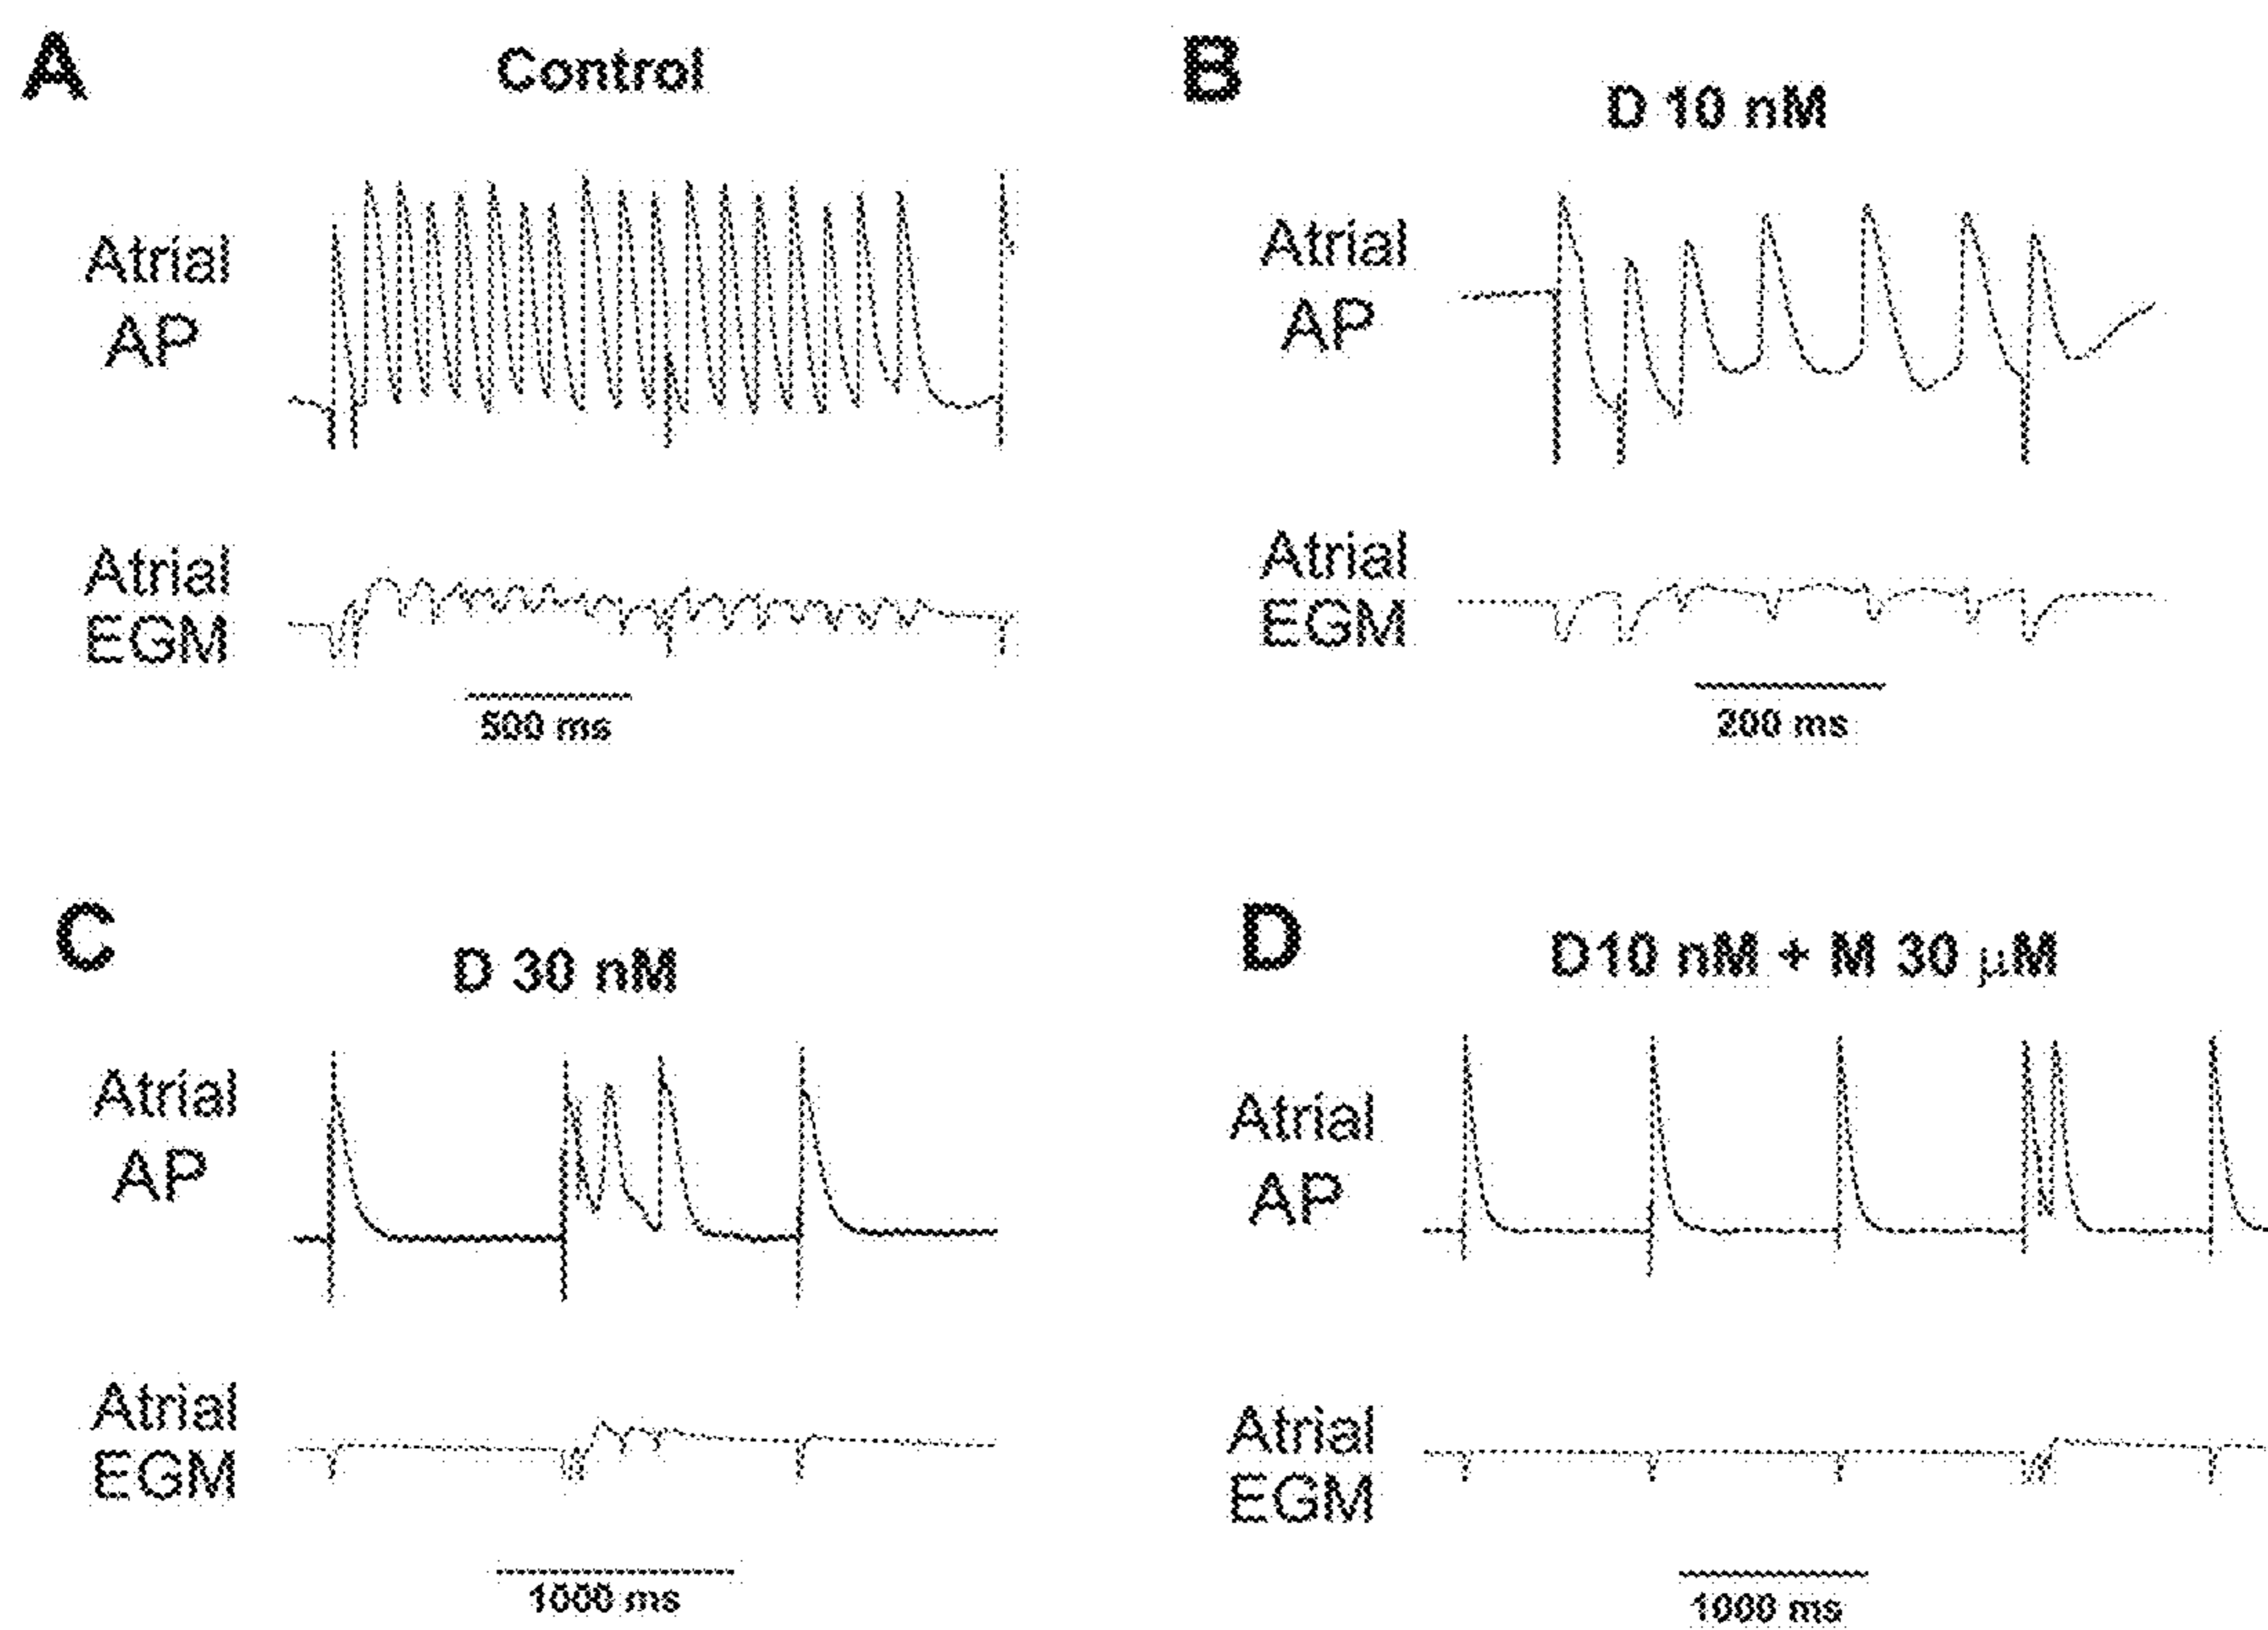 A
Control
Atrial
AP
Atrial
EGM
500 ms
B
D 10 nM
Atrial
AP
Atrial
EGM
200 ms
C
D 30 nM
Atrial
AP
Atrial
EGM
1000 ms
D
D10 nM + M 30 μM
Atrial
AP
Atrial
EGM
1000 ms